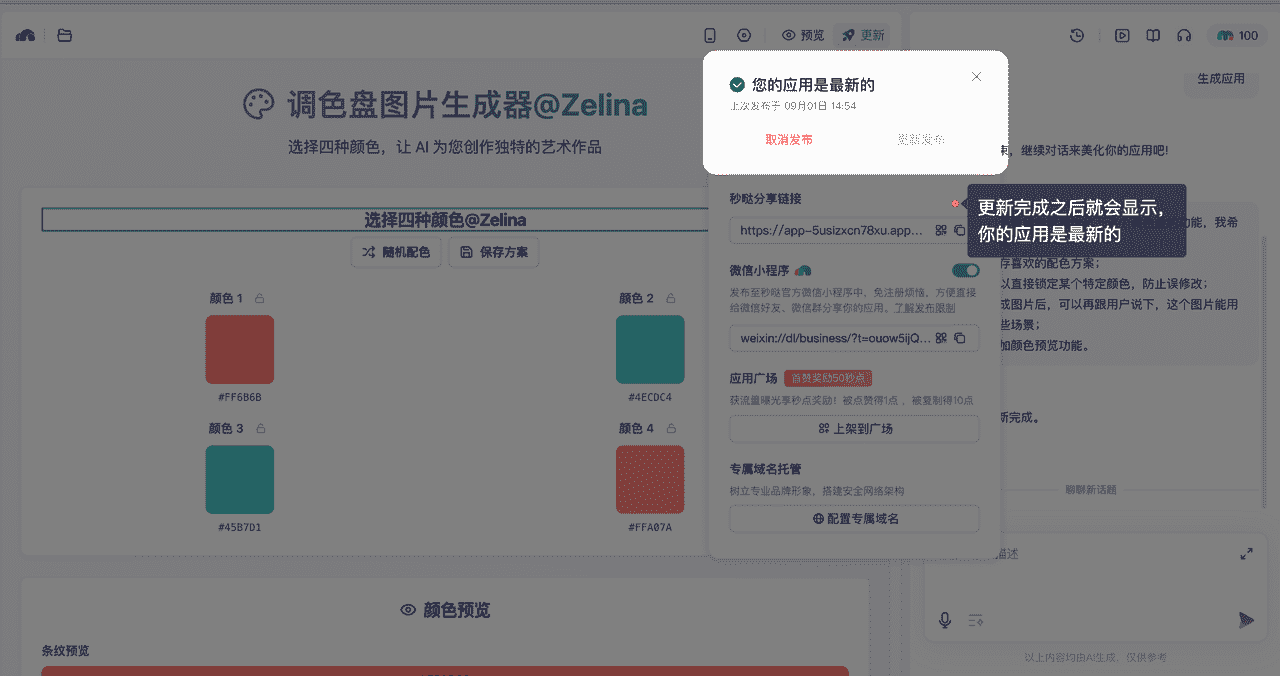 预览
更新
100
生成应用
调色盘图片生成器@Zelina
选择四种颜色，让 AI 为您创作独特的艺术作品
您的应用是最新的
上次发布于 09月01日 14:54
取消发布
更新发布
束，继续对话来美化你的应用吧!
选择四种颜色@Zelina
随机配色
保存方案
颜色 1
#FF6B6B
颜色 2
#4ECDC4
颜色 3
#45B7D1
颜色 4
#FFA07A
秒哒分享链接
https://app-5usizxcn78xu.app...
更新完成之后就会显示，
你的应用是最新的
微信小程序
发布至秒哒官方微信小程序中，免注册烦恼，方便直接
给微信好友、微信群分享你的应用。了解发布限制
weixin://dl/business/?t=ouow5ijQ...
应用广场
首赞奖励50秒点
获流量曝光享秒点奖励！被点赞得1点 ，被复制得10点
上架到广场
专属域名托管
树立专业品牌形象，搭建安全网络架构
配置专属域名
能，我希
存喜欢的配色方案；
以直接锁定某个特定颜色，防止误修改；
成图片后，可以再跟用户说下，这个图片能用
些场景；
加颜色预览功能。
新完成。
聊聊新话题
描述
以上内容均由AI生成，仅供参考
颜色预览
条纹预览